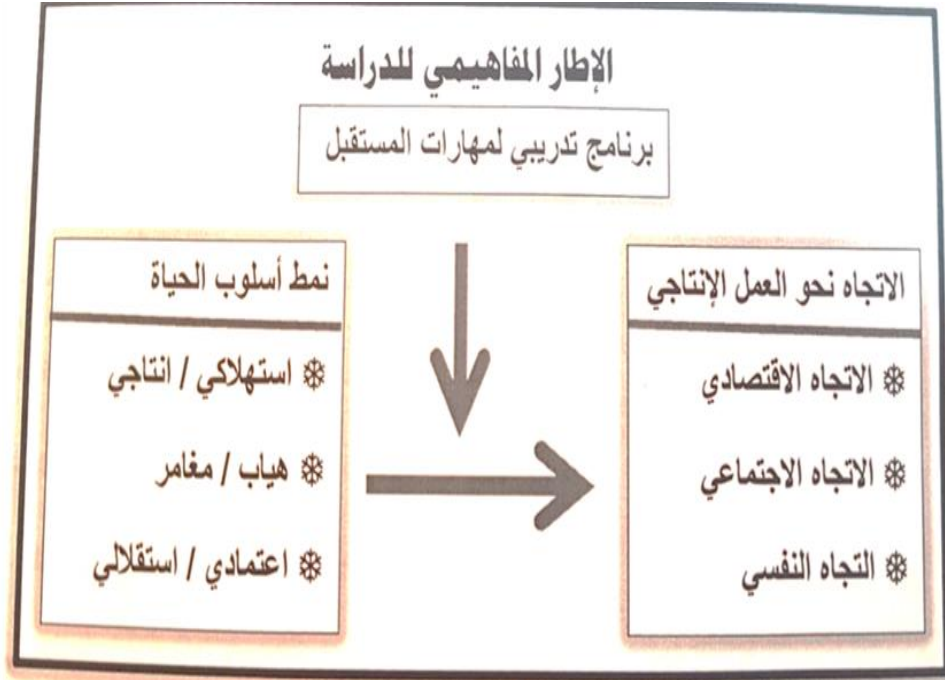 الإطار المفاهيمي للدراسة
برنامج تدريبي لمهارات المستقبل
الاتجاه نحو العمل الإنتاجي
❄ الاتجاه الاقتصادي
❄ الاتجاه الاجتماعي
❄ التجاه النفسي
نمط أسلوب الحياة
❄ استهلاكي / انتاجي
❄ هياب / مغامر
❄ اعتمادي / استقلالي